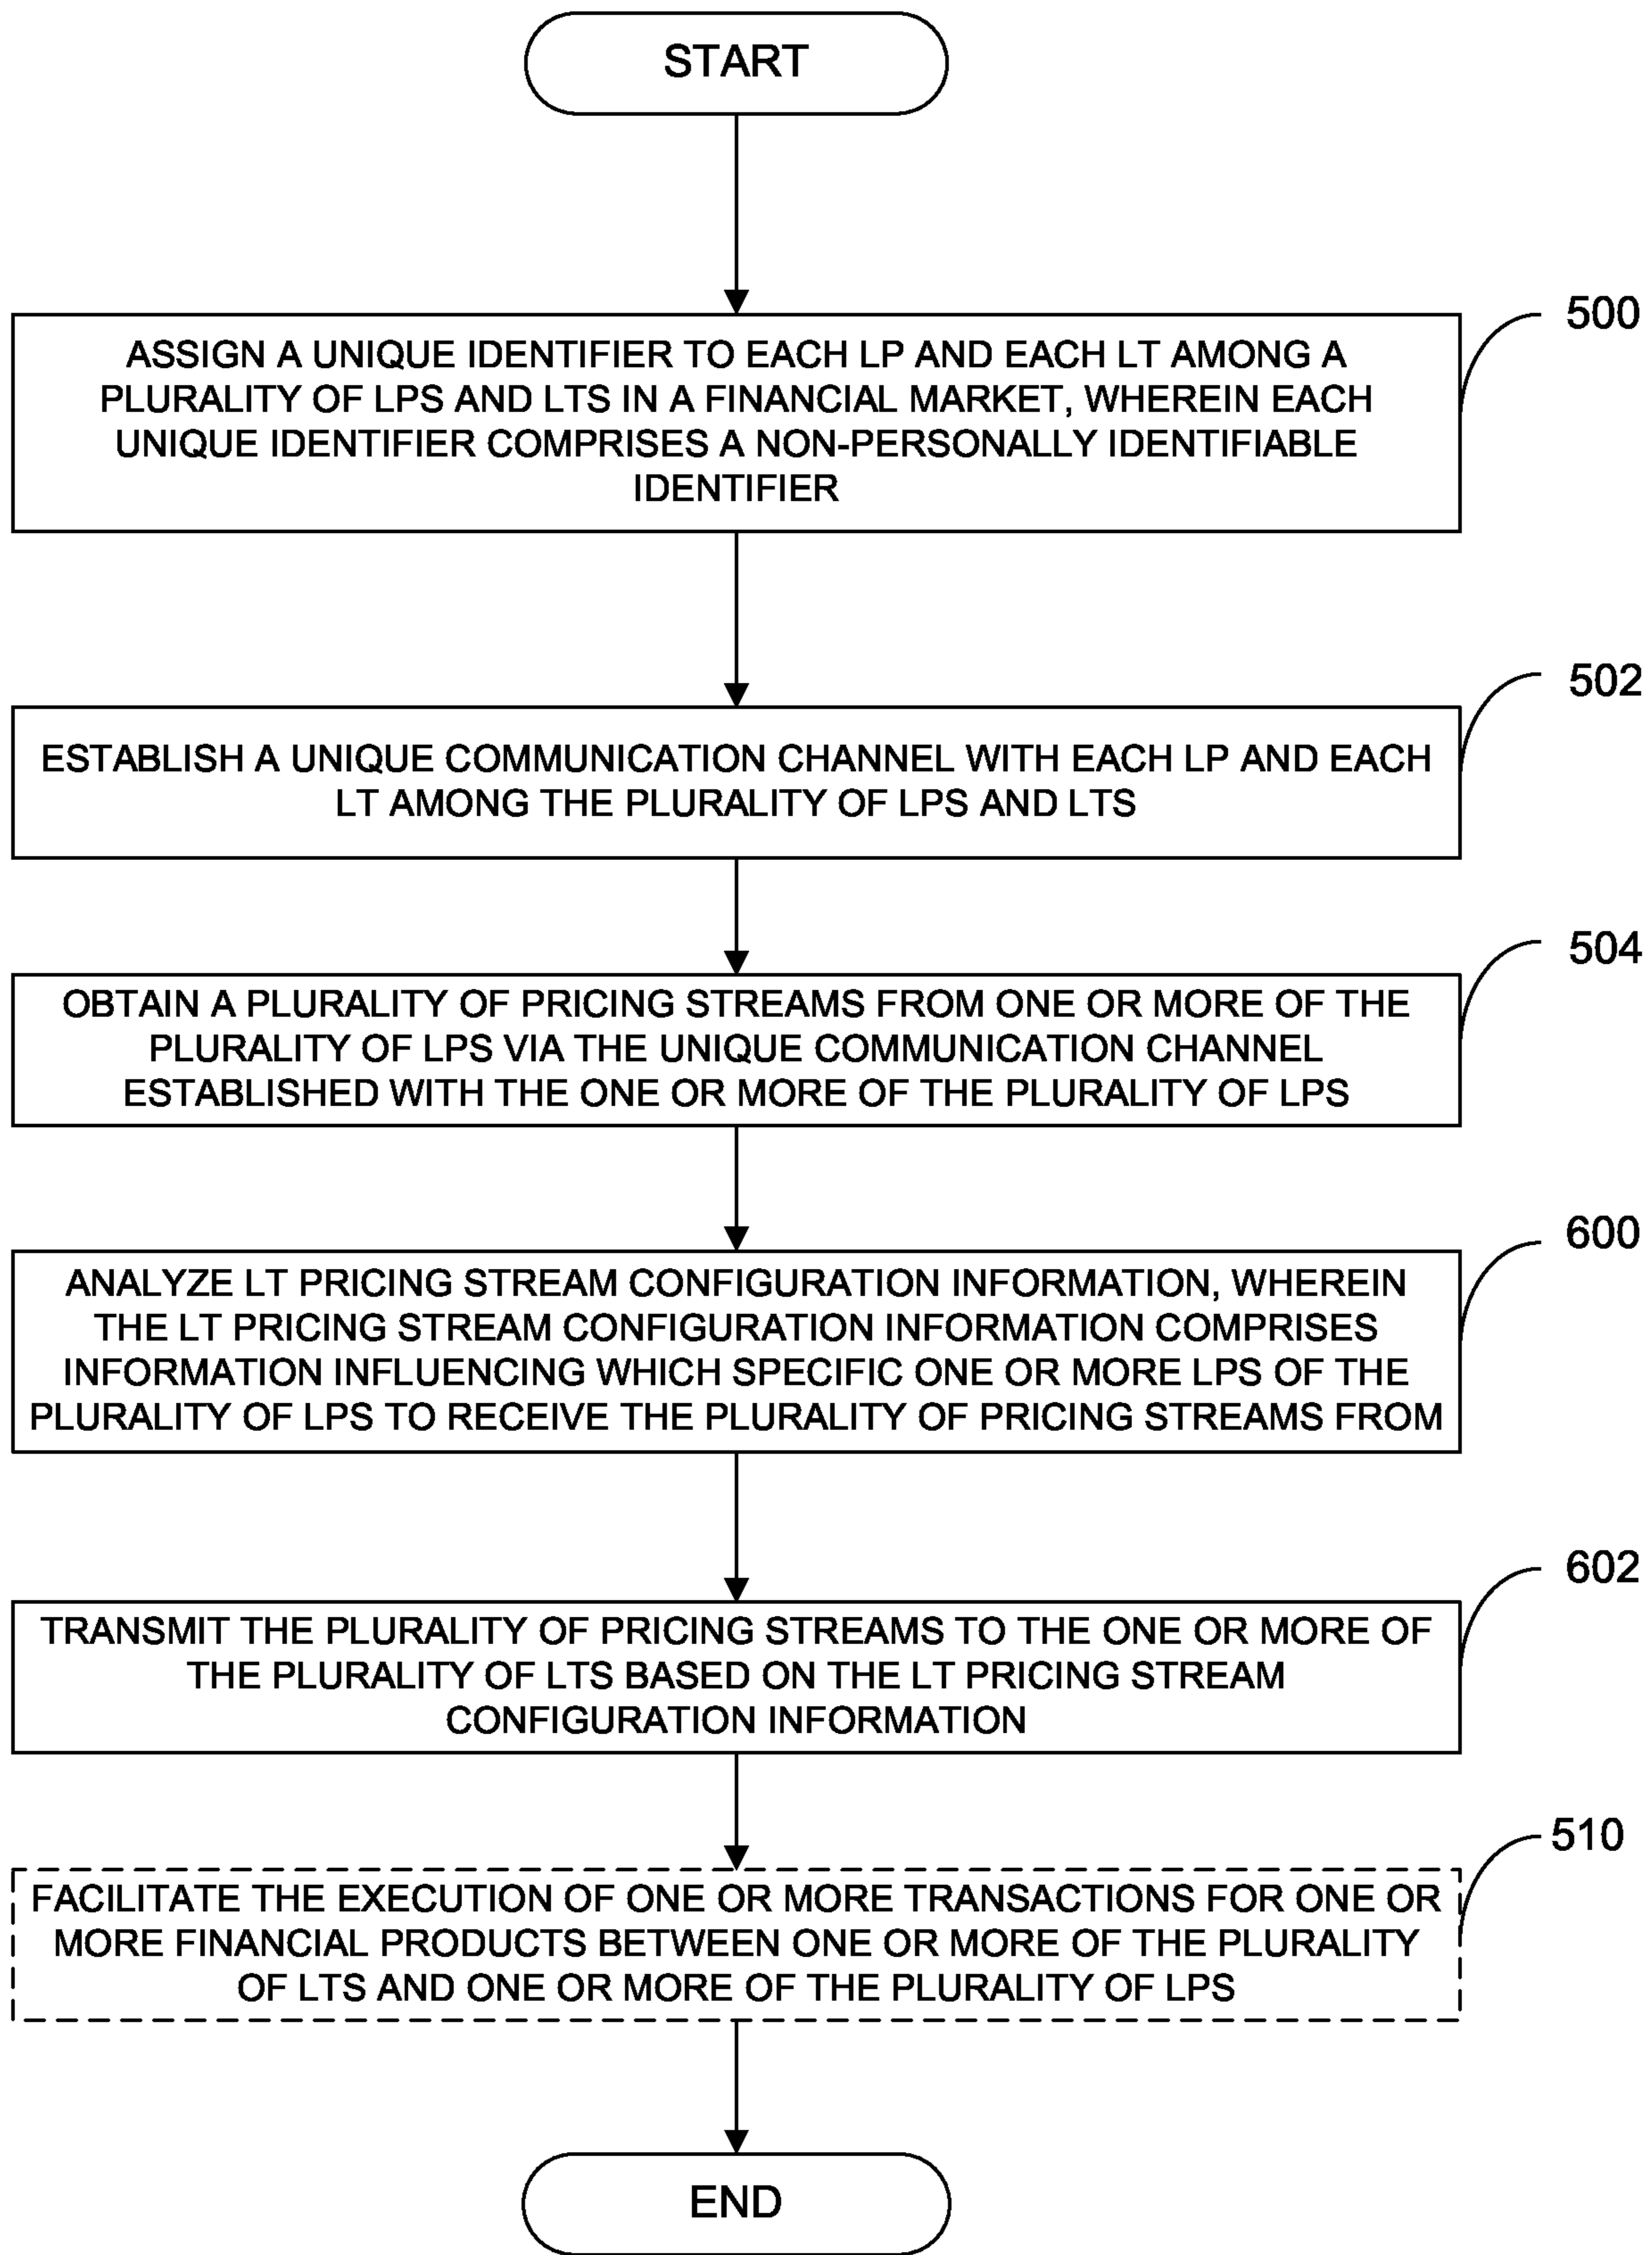 START
500
ASSIGN A UNIQUE IDENTIFIER TO EACH LP AND EACH LT AMONG A
PLURALITY OF LPS AND LTS IN A FINANCIAL MARKET, WHEREIN EACH
UNIQUE IDENTIFIER COMPRISES A NON-PERSONALLY IDENTIFIABLE
IDENTIFIER
502
ESTABLISH A UNIQUE COMMUNICATION CHANNEL WITH EACH LP AND EACH
LT AMONG THE PLURALITY OF LPS AND LTS
504
OBTAIN A PLURALITY OF PRICING STREAMS FROM ONE OR MORE OF THE
PLURALITY OF LPS VIA THE UNIQUE COMMUNICATION CHANNEL
ESTABLISHED WITH THE ONE OR MORE OF THE PLURALITY OF LPS
600
ANALYZE LT PRICING STREAM CONFIGURATION INFORMATION, WHEREIN
THE LT PRICING STREAM CONFIGURATION INFORMATION COMPRISES
INFORMATION INFLUENCING WHICH SPECIFIC ONE OR MORE LPS OF THE
PLURALITY OF LPS TO RECEIVE THE PLURALITY OF PRICING STREAMS FROM
602
TRANSMIT THE PLURALITY OF PRICING STREAMS TO THE ONE OR MORE OF
THE PLURALITY OF LTS BASED ON THE LT PRICING STREAM
CONFIGURATION INFORMATION
510
FACILITATE THE EXECUTION OF ONE OR MORE TRANSACTIONS FOR ONE OR
MORE FINANCIAL PRODUCTS BETWEEN ONE OR MORE OF THE PLURALITY
OF LTS AND ONE OR MORE OF THE PLURALITY OF LPS
END